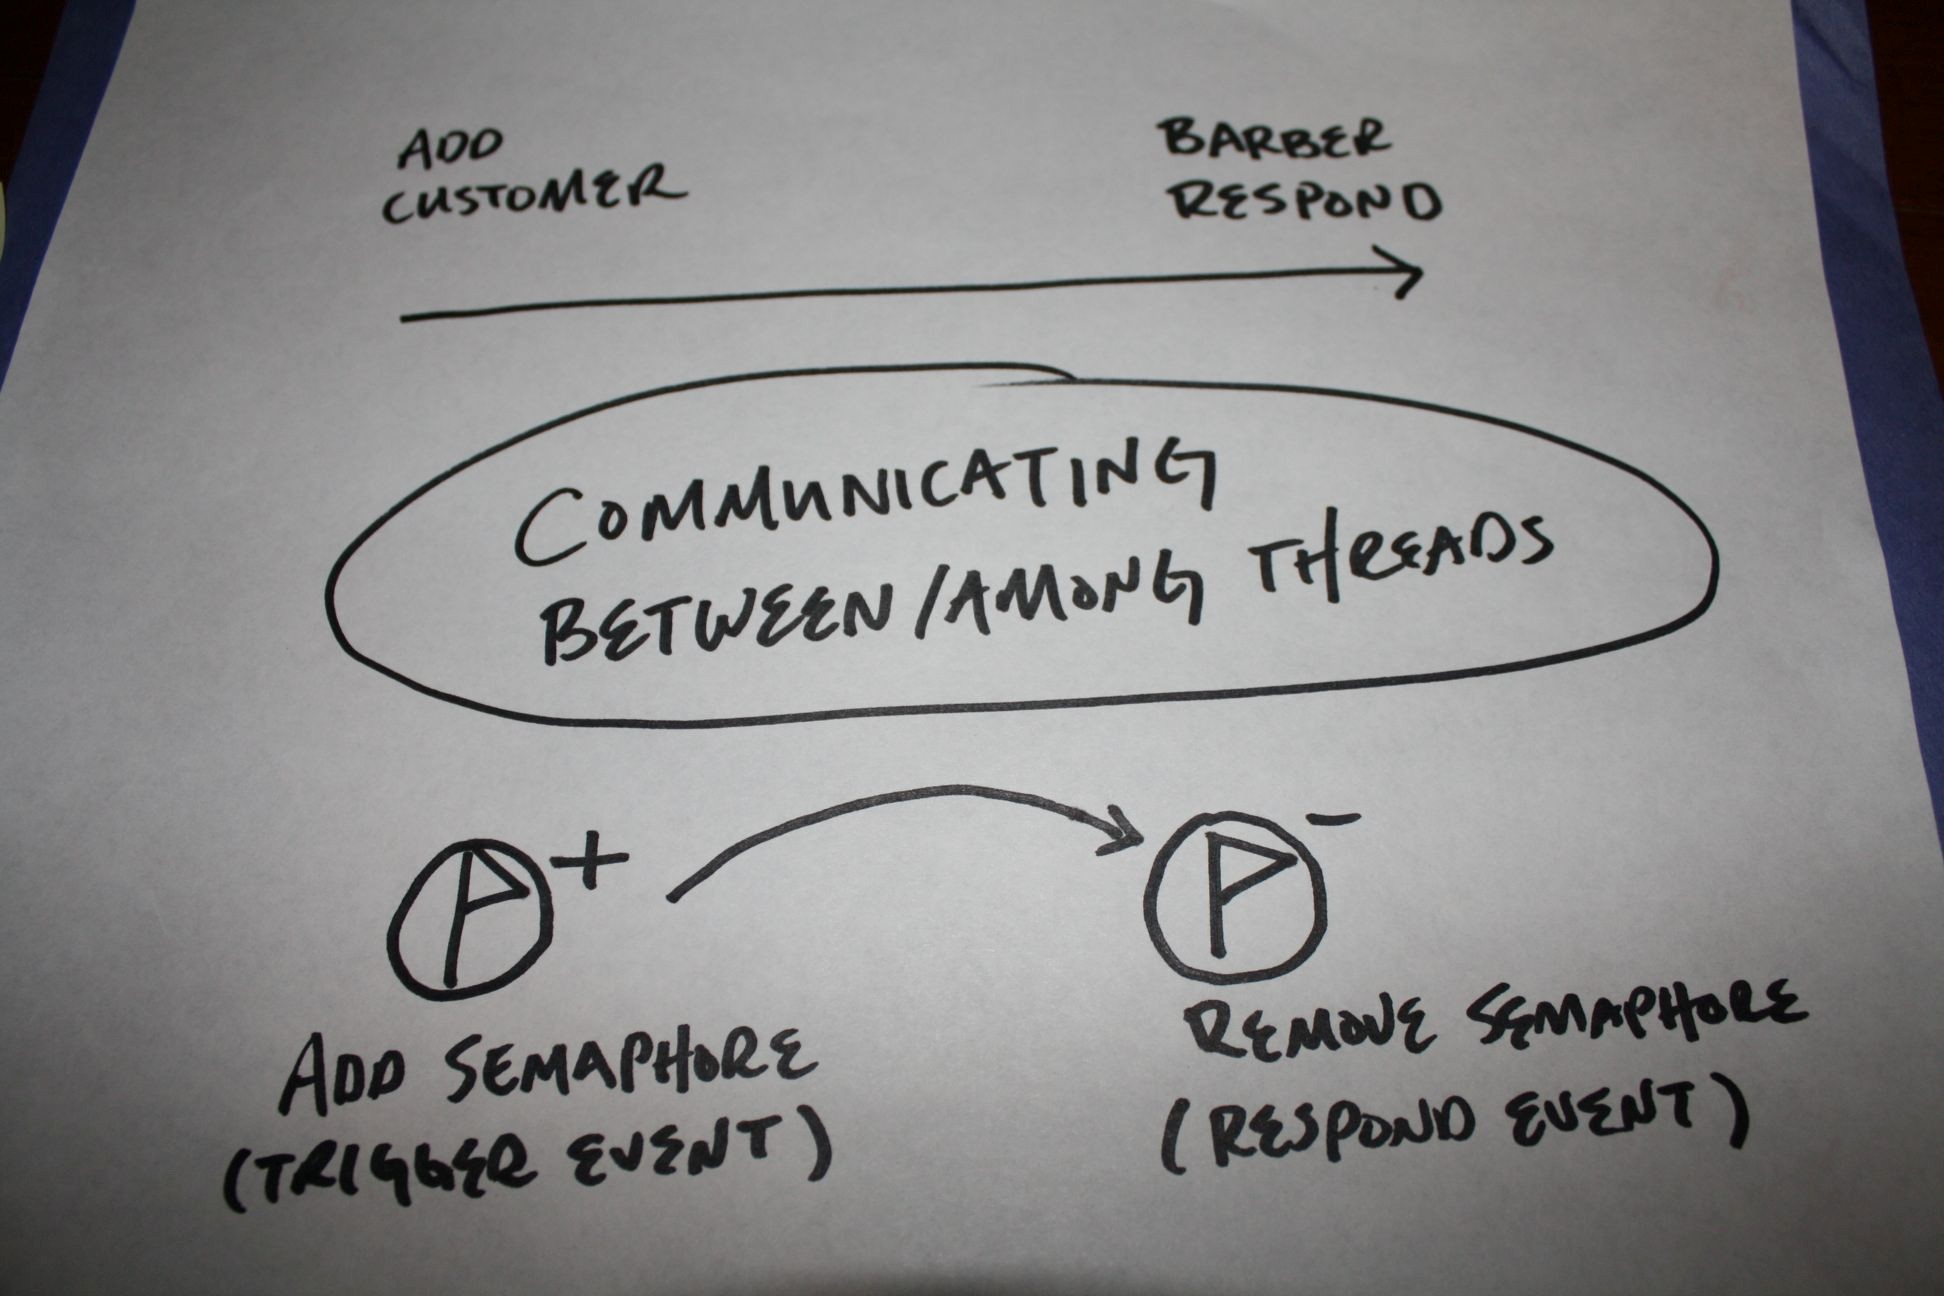 ADD
CUSTOMER
BARBER
RESPOND
COMMUNICATING
BETWEEN/AMONG THREADS
+
-
ADD SEMAPHORE
(TRIGGER EVENT)
REMOVE SEMAPHORE
(RESPOND EVENT)